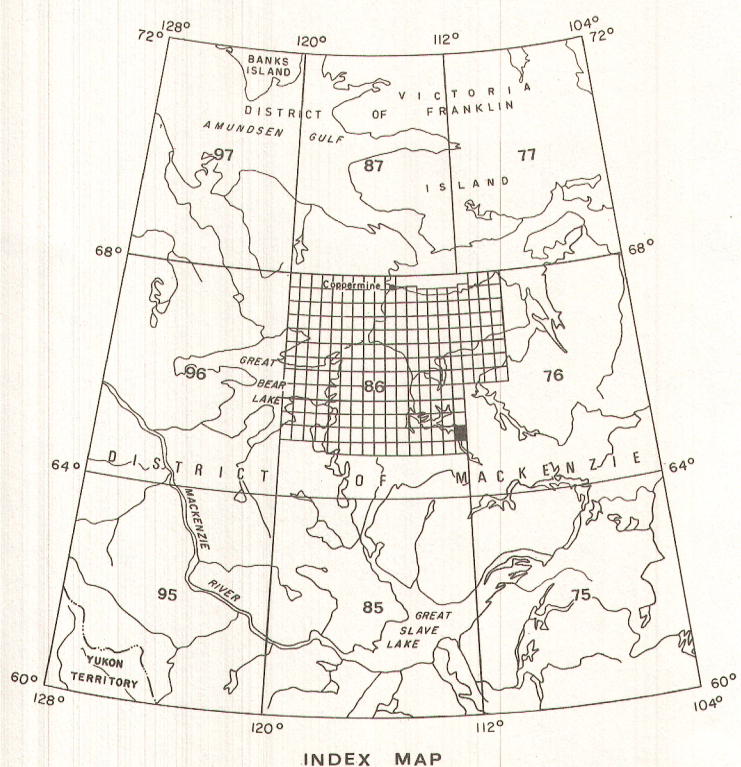 128°
104°
72°
120°
112°
72°
BANKS
ISLAND
VICTORIA
DISTRICT OF FRANKLIN
AMUNDSEN GULF
97
87
77
ISLAND
68°
68°
Coppermine
GREAT
96
86
76
BEAR
LAKE
DISTRICT OF MACKENZIE
64°
64°
MACKENZIE
RIVER
95
85
75
GREAT
SLAVE
LAKE
YUKON
TERRITORY
60°
60°
128°
104°
120°
112°
INDEX MAP